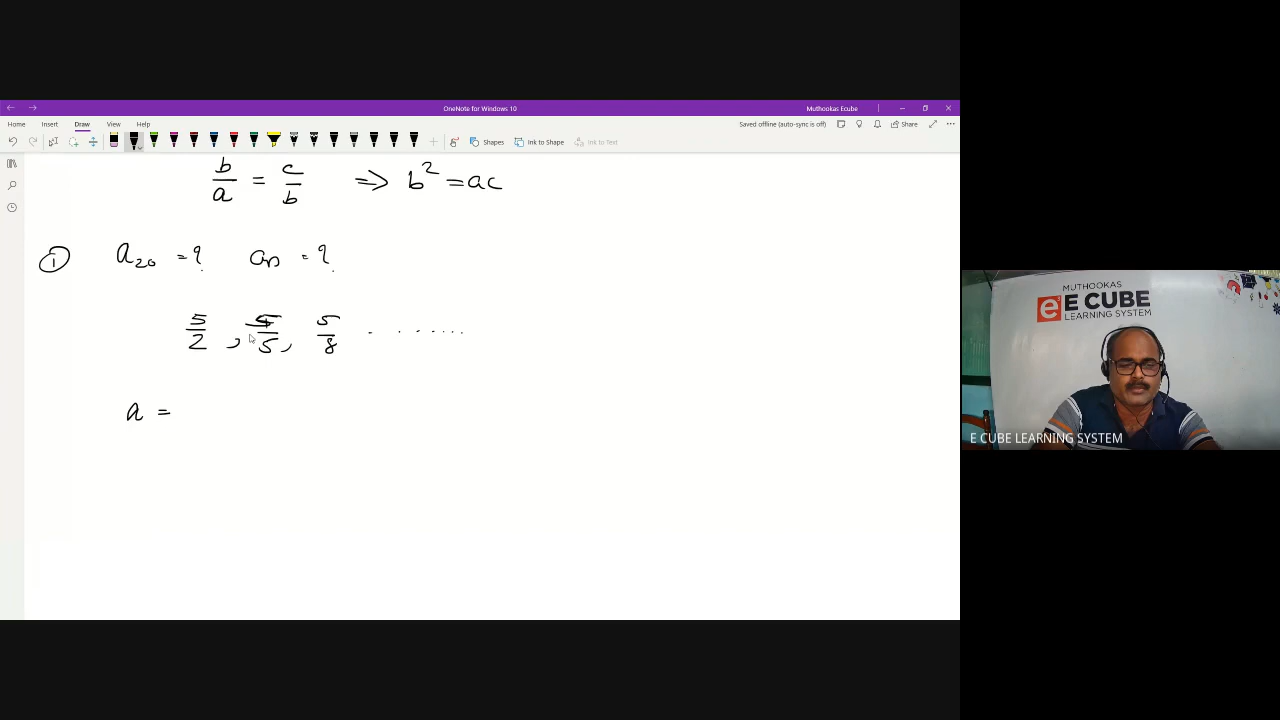 OneNote for Windows 10
Muthookas Ecube
Home Insert Draw View Help
Saved offline (auto-sync is off)
Share
Shapes Ink to Shape Ink to Text
b/a = c/b => b² = ac
① a₂₀ = ? aₙ = ?
5/2, /5, 5/8 . . . . . . .
a =
MUTHOOKAS
e³ E CUBE
LEARNING SYSTEM
E CUBE LEARNING SYSTEM